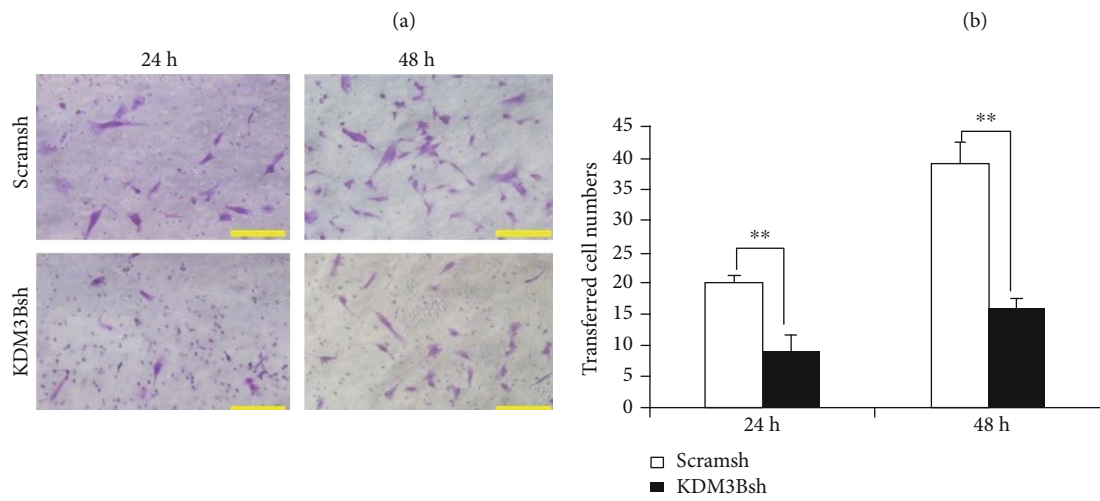 (a)
(b)
24 h
48 h
Scramsh
KDM3Bsh
Transferred cell numbers
45
40
35
30
25
20
15
10
5
0
**
**
24 h
48 h
Scramsh
KDM3Bsh